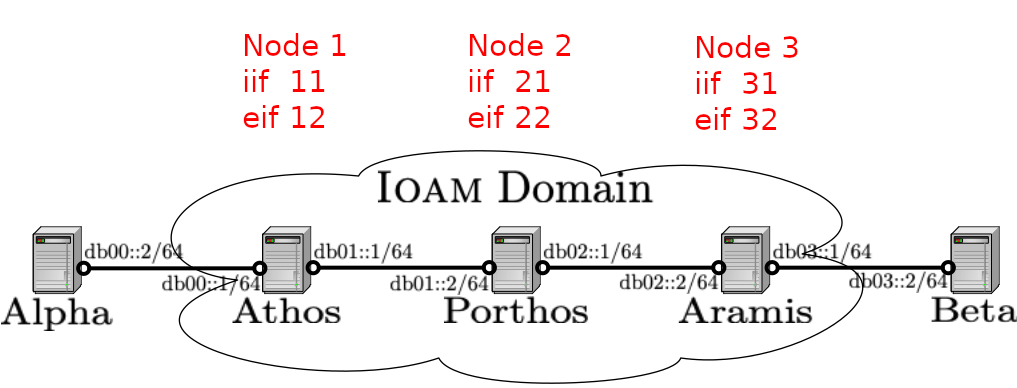 Node 1
iif 11
eif 12
Node 2
iif 21
eif 22
Node 3
iif 31
eif 32
IOAM Domain
db00::2/64
db00::1/64
db01::1/64
db01::2/64
db02::1/64
db02::2/64
db03::1/64
db03::2/64
Alpha
Athos
Porthos
Aramis
Beta